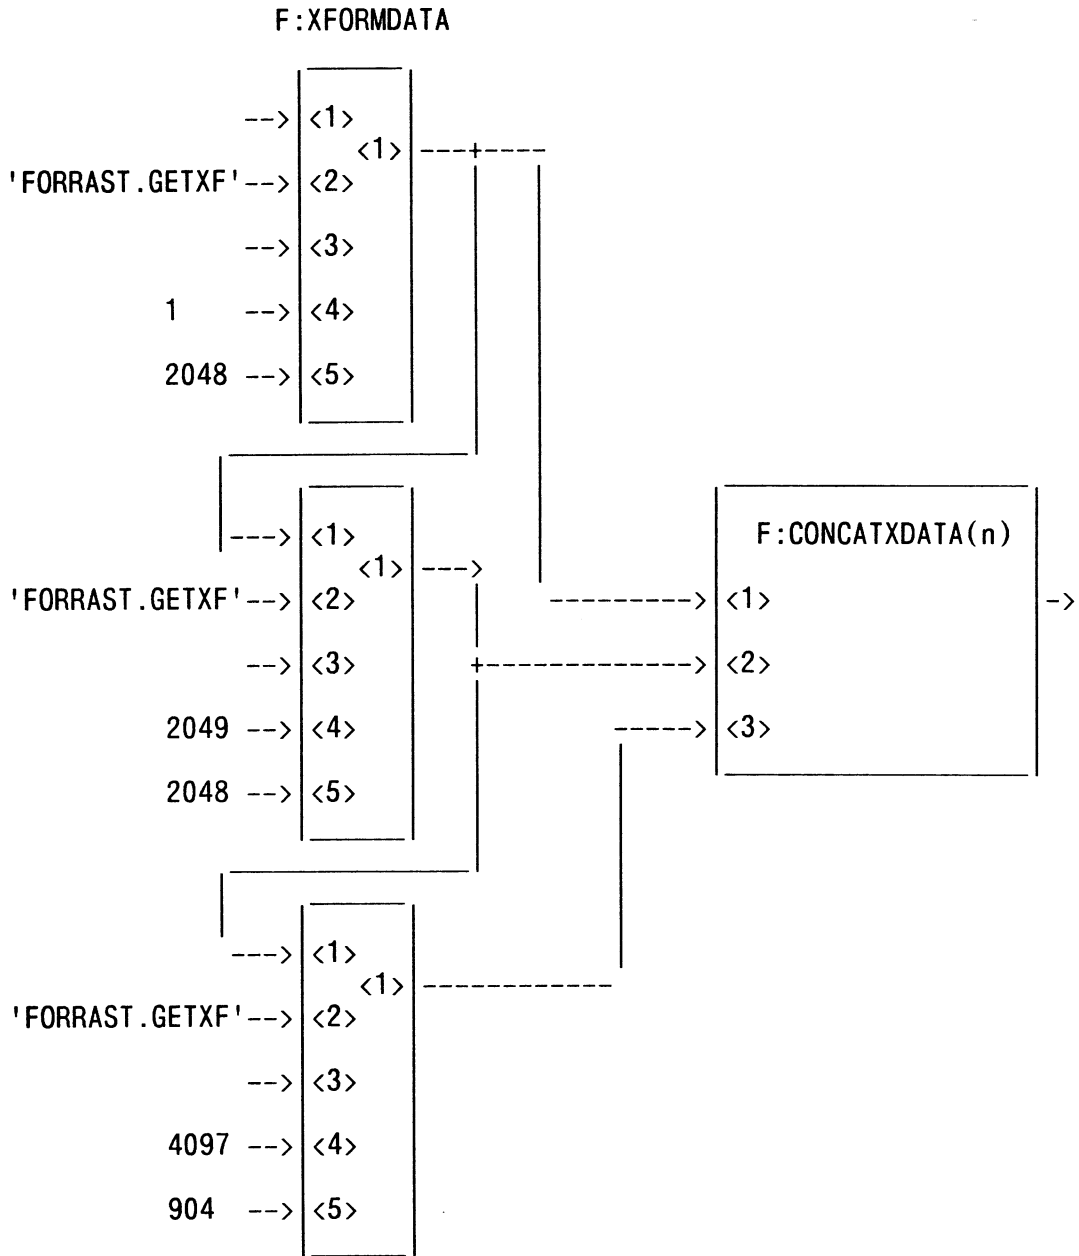 F:XFORMDATA
--> <1>
<1> ---+----
'FORRAST.GETXF'--> <2>
--> <3>
1 --> <4>
2048 --> <5>
---> <1>
F:CONCATXDATA(n)
<1> --->
'FORRAST.GETXF'--> <2>
---------> <1> ->
--> <3>
+-------------> <2>
2049 --> <4>
-----> <3>
2048 --> <5>
---> <1>
<1> ------------
'FORRAST.GETXF'--> <2>
--> <3>
4097 --> <4>
904 --> <5>